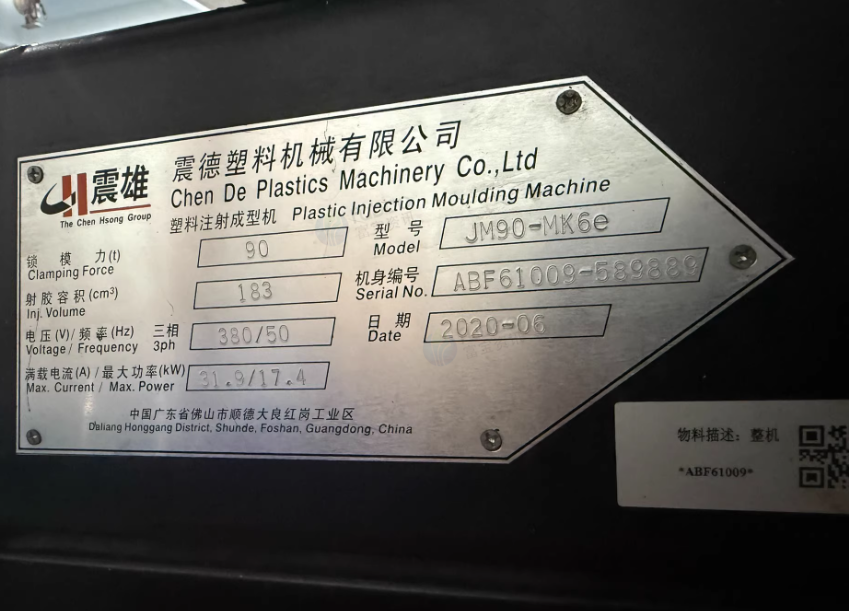 震雄
The Chen Hsong Group
震德塑料机械有限公司
Chen De Plastics Machinery Co.,Ltd
塑料注射成型机 Plastic Injection Moulding Machine
锁模力(t)
Clamping Force
90
型号
Model
JM90-MK6e
射胶容积(cm³)
Inj. Volume
183
机身编号
Serial No.
ABF61009-589889
电压(V)/频率(Hz) 三相
Voltage / Frequency 3ph
380/50
日期
Date
2020-06
满载电流(A)/最大功率(kW)
Max. Current / Max. Power
31.9/17.4
中国广东省佛山市顺德大良红岗工业区
Daliang Honggang District, Shunde, Foshan, Guangdong, China
物料描述：整机
*ABF61009*